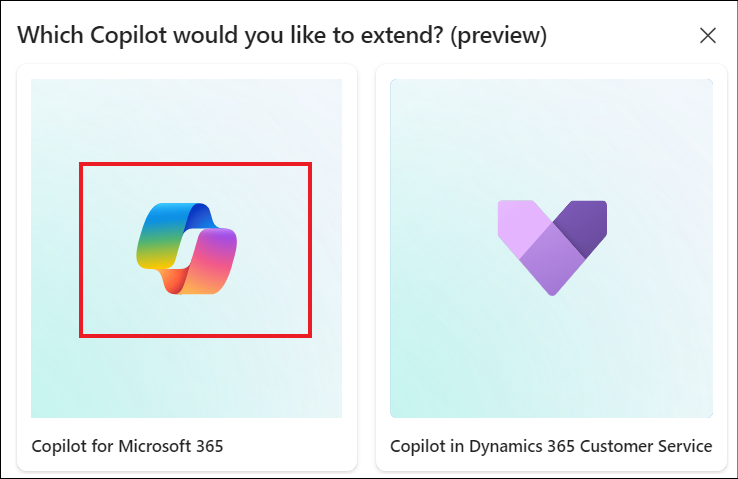 Which Copilot would you like to extend? (preview)
Copilot for Microsoft 365
Copilot in Dynamics 365 Customer Service